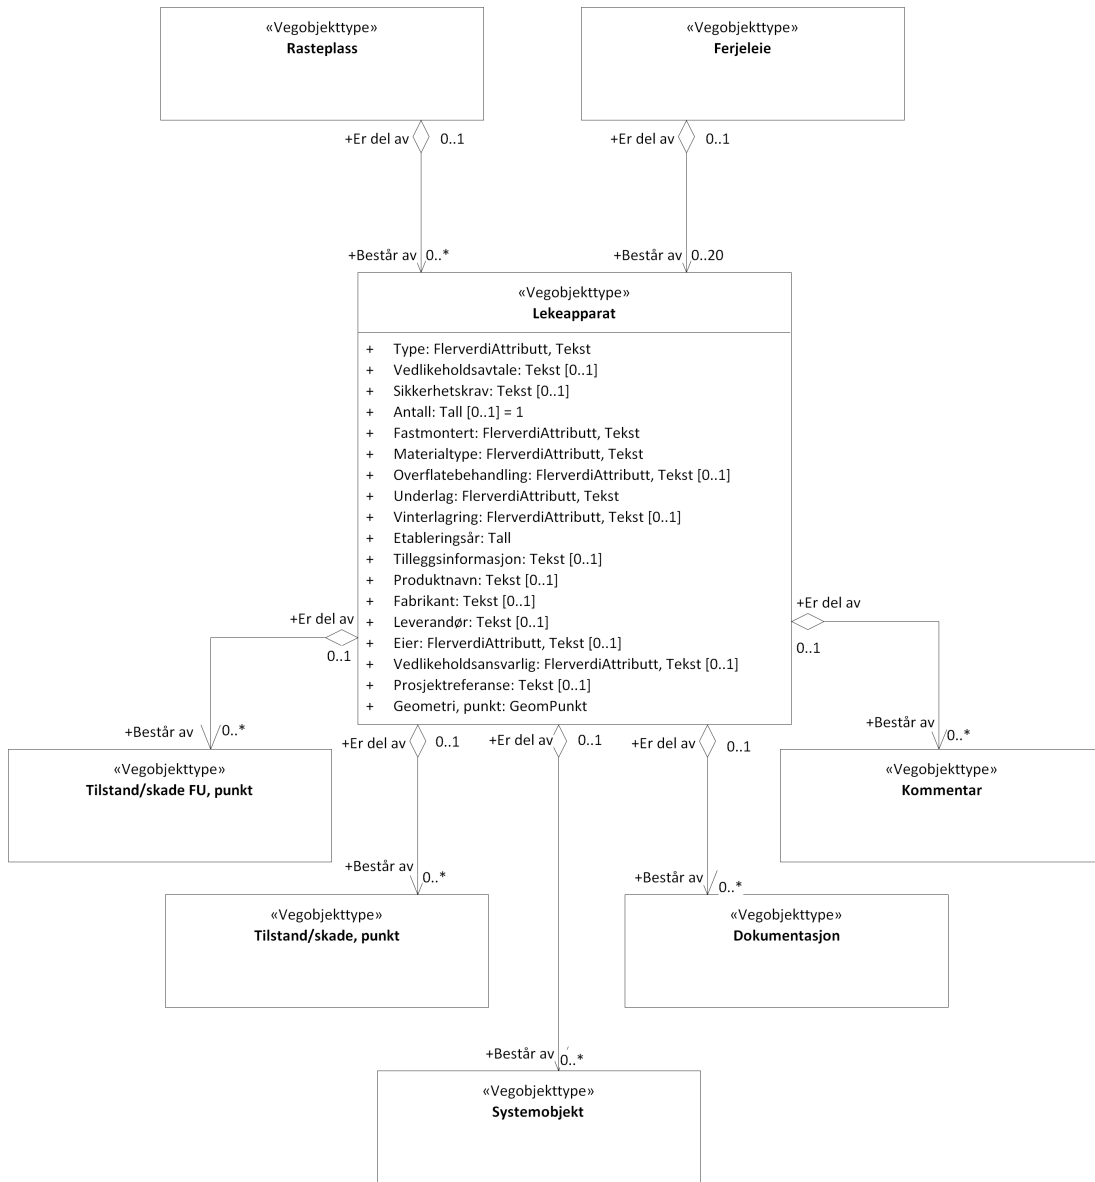 «Vegobjekttype»
Rasteplass
«Vegobjekttype»
Ferjeleie
+Er del av
0..1
+Er del av
0..1
+Består av
0..*
+Består av
0..20
«Vegobjekttype»
Lekeapparat
+ Type: FlerverdiAttributt, Tekst
+ Vedlikeholdsavtale: Tekst [0..1]
+ Sikkerhetskrav: Tekst [0..1]
+ Antall: Tall [0..1] = 1
+ Fastmontert: FlerverdiAttributt, Tekst
+ Materialtype: FlerverdiAttributt, Tekst
+ Overflatebehandling: FlerverdiAttributt, Tekst [0..1]
+ Underlag: FlerverdiAttributt, Tekst
+ Vinterlagring: FlerverdiAttributt, Tekst [0..1]
+ Etableringsår: Tall
+ Tilleggsinformasjon: Tekst [0..1]
+ Produktnavn: Tekst [0..1]
+ Fabrikant: Tekst [0..1]
+ Leverandør: Tekst [0..1]
+ Eier: FlerverdiAttributt, Tekst [0..1]
+ Vedlikeholdsansvarlig: FlerverdiAttributt, Tekst [0..1]
+ Prosjektreferanse: Tekst [0..1]
+ Geometri, punkt: GeomPunkt
+Er del av
0..1
+Er del av
0..1
+Består av
0..*
+Består av
0..*
+Er del av
0..1
+Er del av
0..1
+Er del av
0..1
«Vegobjekttype»
Tilstand/skade FU, punkt
«Vegobjekttype»
Kommentar
+Består av
0..*
+Består av
0..*
«Vegobjekttype»
Tilstand/skade, punkt
«Vegobjekttype»
Dokumentasjon
+Består av
0..*
«Vegobjekttype»
Systemobjekt